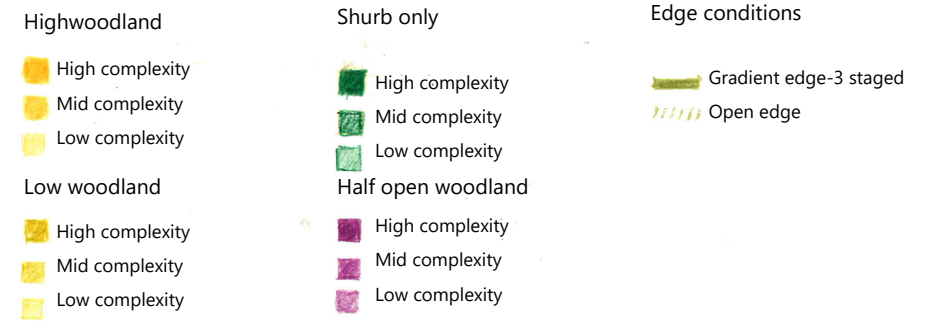 Highwoodland
High complexity
Mid complexity
Low complexity
Low woodland
High complexity
Mid complexity
Low complexity
Shurb only
High complexity
Mid complexity
Low complexity
Half open woodland
High complexity
Mid complexity
Low complexity
Edge conditions
Gradient edge-3 staged
Open edge